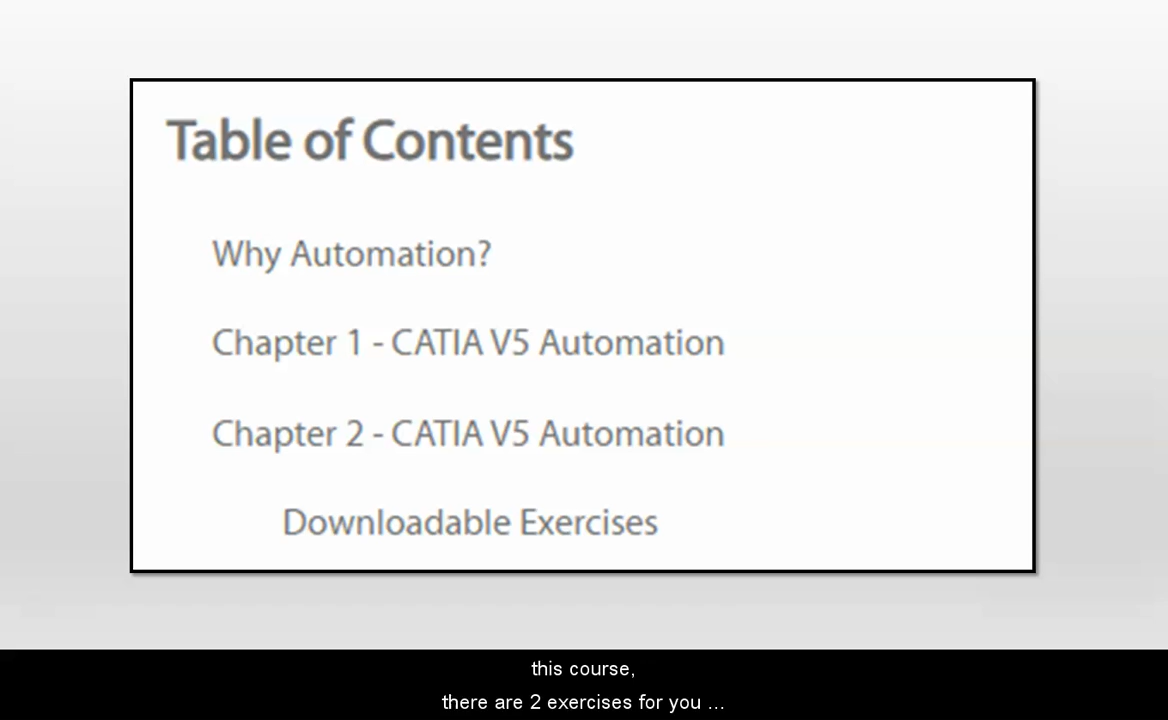 Table of Contents
Why Automation?
Chapter 1 - CATIA V5 Automation
Chapter 2 - CATIA V5 Automation
Downloadable Exercises
this course,
there are 2 exercises for you ...